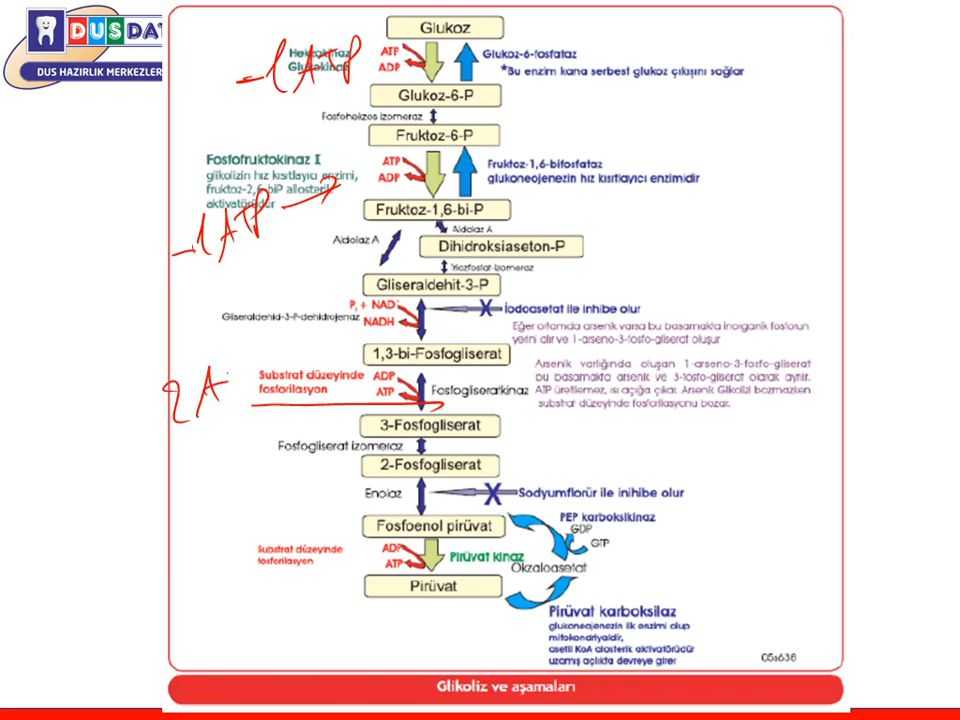 DUSDAT
DUS HAZIRLIK MERKEZLER
Glukoz
-1 ATP
Heksokinaz
Glukokinaz
ATP
ADP
Glukoz-6-fosfataz
*Bu enzim kana serbest glukoz çıkışını sağlar
Glukoz-6-P
Fosfoheksoz izomeraz
Fruktoz-6-P
Fosfofruktokinaz I
glikolizin hız kısıtlayıcı enzimi,
fruktoz-2,6-biP allosterik
aktivatörüdür
ATP
ADP
Fruktoz-1,6-bifosfataz
glukoneojenezin hız kısıtlayıcı enzimidir
-1 ATP
Fruktoz-1,6-bi-P
Aldolaz A
Aldolaz A
Dihidroksiaseton-P
Triozfosfat-izomeraz
Gliseraldehit-3-P
Pi + NAD+
Gliseraldehid-3-P-dehidrojenaz
NADH
İodoasetat ile inhibe olur
Eğer ortamda arsenik varsa bu basamakta inorganik fosforun
yerini alır ve 1-arseno-3-fosfo-gliserat oluşur
1,3-bi-Fosfogliserat
2 A
Substrat düzeyinde
fosforilasyon
ADP
ATP
Fosfogliseratkinaz
Arsenik varlığında oluşan 1-arseno-3-fosfo-gliserat
bu basamakta arsenik ve 3-fosfo-gliserat olarak ayrılır.
ATP üretilemez, ısı açığa çıkar. Arsenik Glikolizi bozmazken
substrat düzeyinde fosforilasyonu bozar.
3-Fosfogliserat
Fosfogliserat izomeraz
2-Fosfogliserat
Enolaz
Sodyumflorür ile inihibe olur
Fosfoenol pirüvat
PEP karboksikinaz
GDP
GTP
Substrat düzeyinde
fosforilasyon
ADP
ATP
Pirüvat kinaz
Okzaloasetat
Pirüvat
Pirüvat karboksilaz
glukoneojenezin ilk enzimi olup
mitokondriyaldir,
asetil KoA alosterik aktivatörüdür
uzamış açlıkta devreye girer
05s638
Glikoliz ve aşamaları